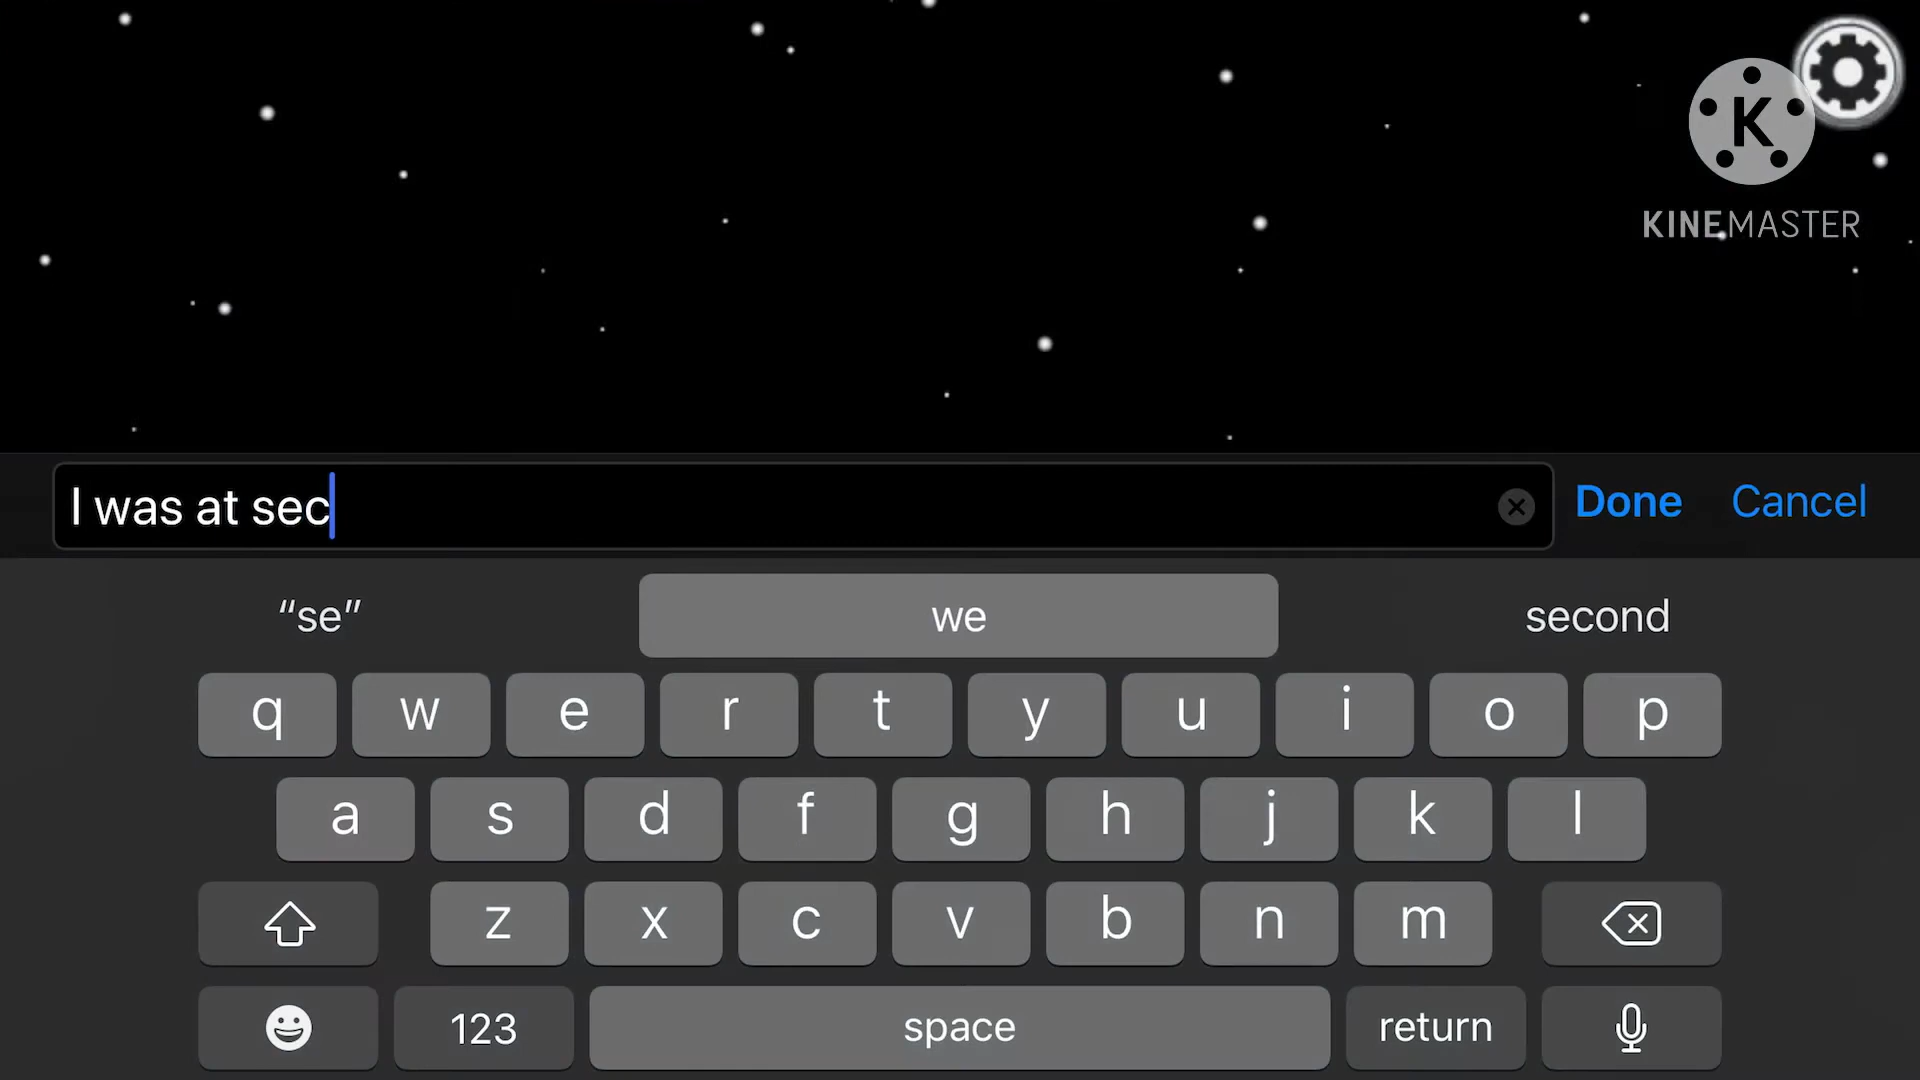 K
KINEMASTER
I was at sec
Done Cancel
“se” we second
q w e r t y u i o p
a s d f g h j k l
z x c v b n m
123 space return